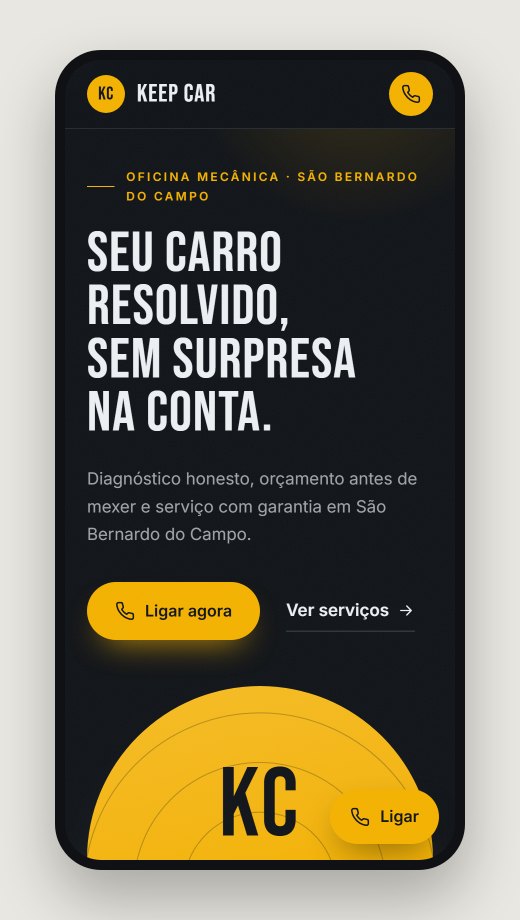 KC KEEP CAR
OFICINA MECÂNICA · SÃO BERNARDO
DO CAMPO
SEU CARRO
RESOLVIDO,
SEM SURPRESA
NA CONTA.
Diagnóstico honesto, orçamento antes de
mexer e serviço com garantia em São
Bernardo do Campo.
Ligar agora
Ver serviços →
KC
Ligar